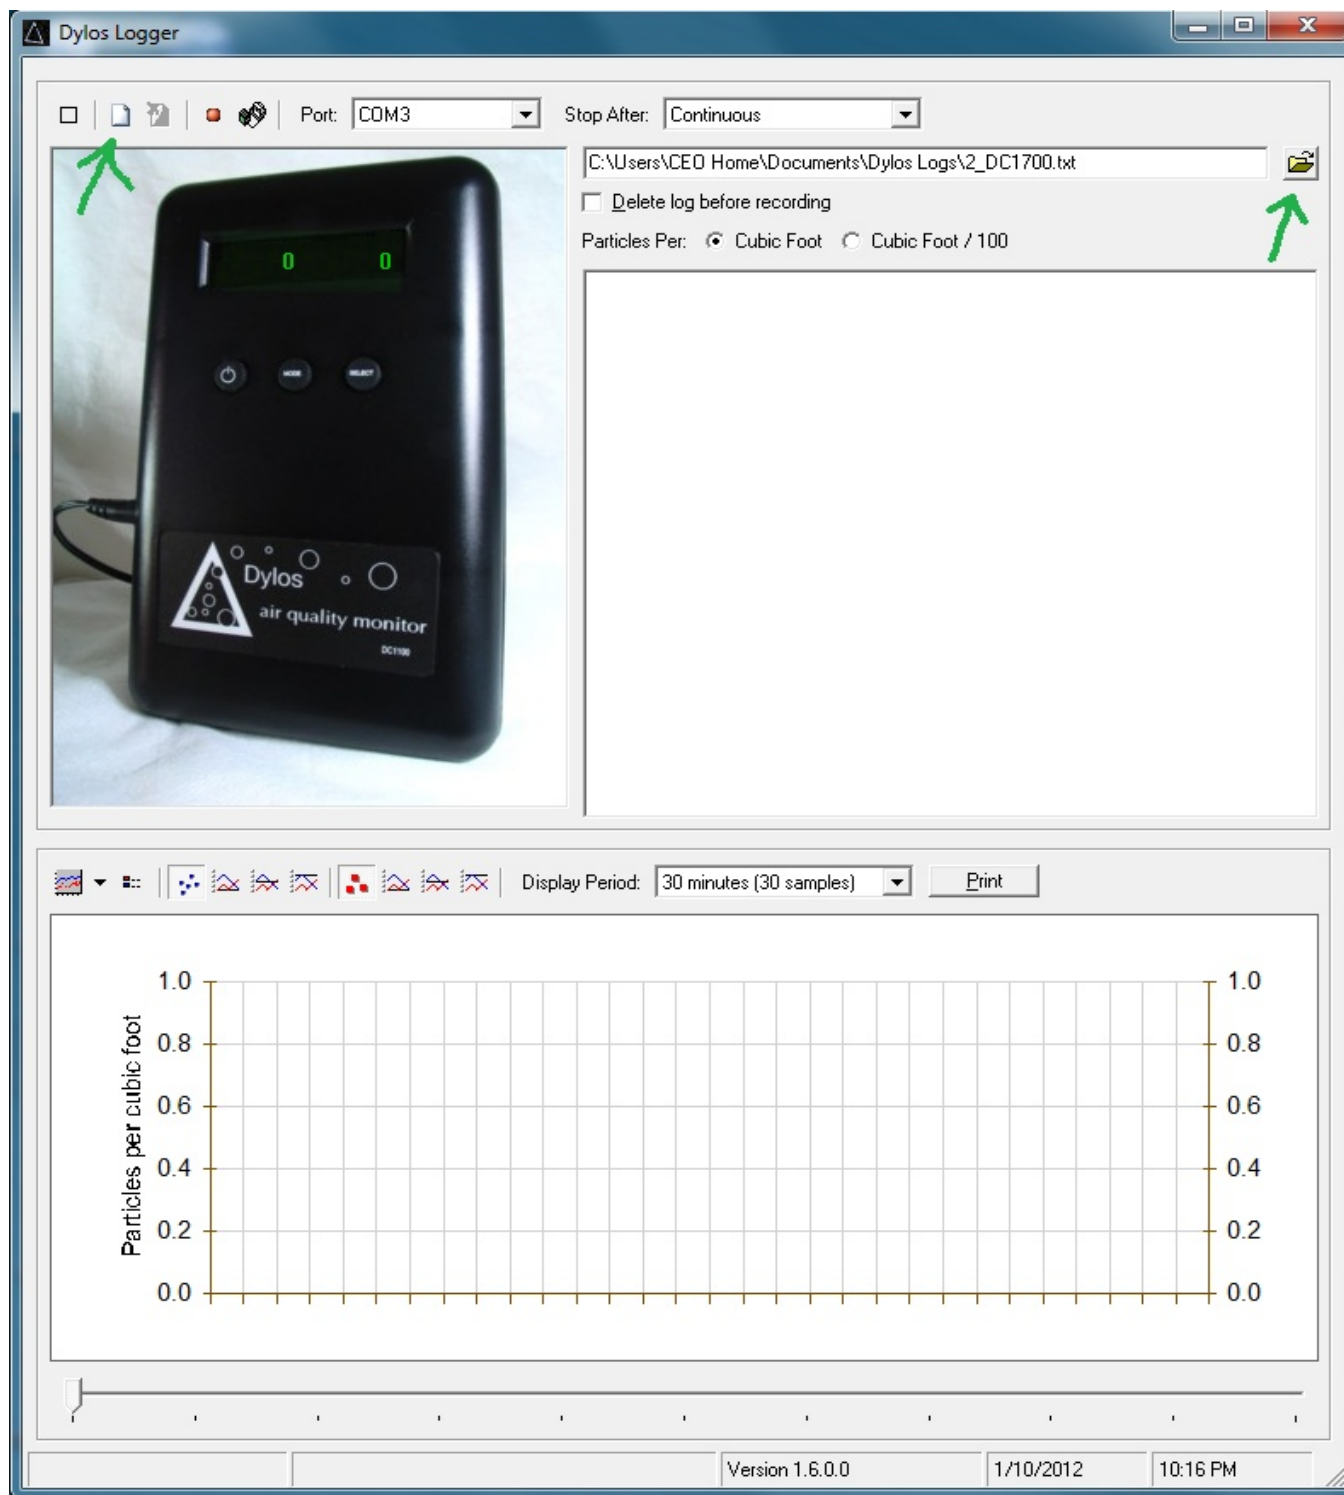 Dylos Logger
Port: COM3 Stop After: Continuous
C:\Users\CEO Home\Documents\Dylos Logs\2_DC1700.txt
Delete log before recording
Particles Per: Cubic Foot Cubic Foot / 100
0 0
MODE SELECT
Dylos
air quality monitor
DC1100
Display Period: 30 minutes (30 samples) Print
Particles per cubic foot
1.0 1.0
0.8 0.8
0.6 0.6
0.4 0.4
0.2 0.2
0.0 0.0
Version 1.6.0.0 1/10/2012 10:16 PM